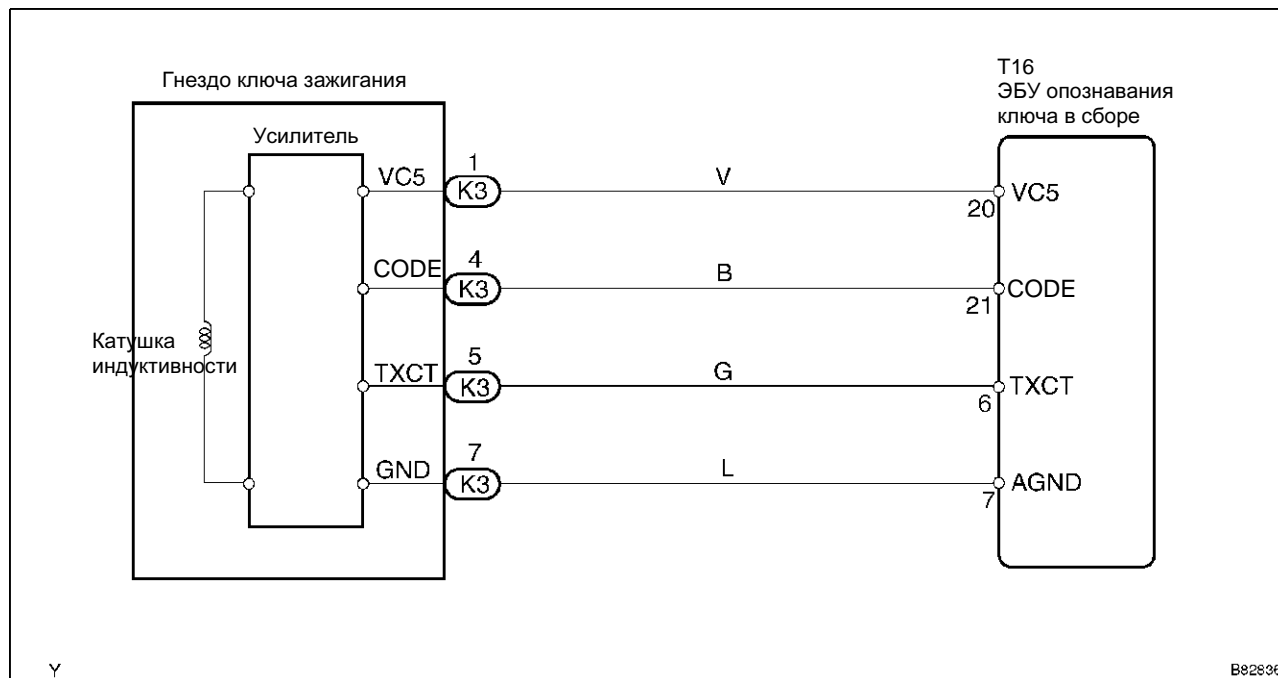 Гнездо ключа зажигания
T16
ЭБУ опознавания
ключа в сборе
Усилитель
VC5
1
K3
V
20
VC5
CODE
4
K3
B
21
CODE
Катушка
индуктивности
TXCT
5
K3
G
6
TXCT
GND
7
K3
L
7
AGND
Y
B82836